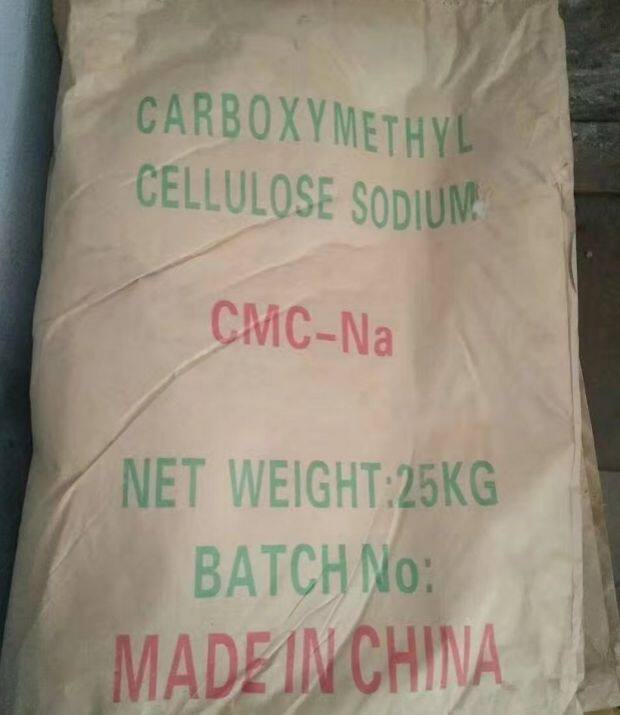 CARBOXYMETHYL
CELLULOSE SODIUM
CMC-Na
NET WEIGHT:25KG
BATCH No:
MADE IN CHINA